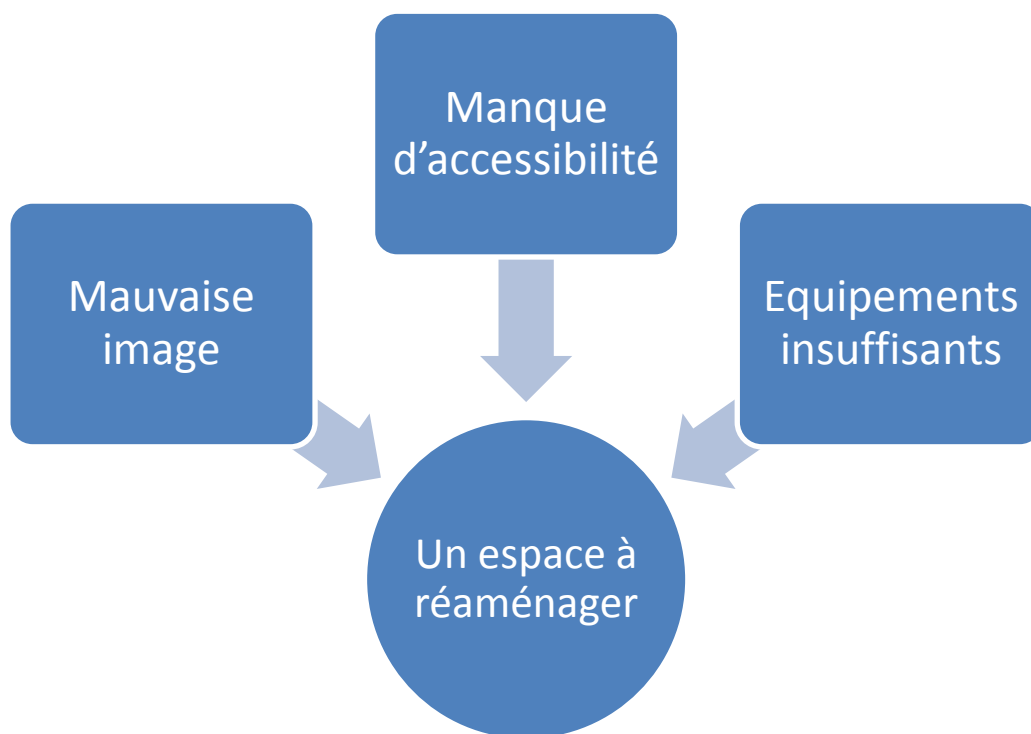 Manque
d’accessibilité
Mauvaise
image
Equipements
insuffisants
Un espace à
réaménager